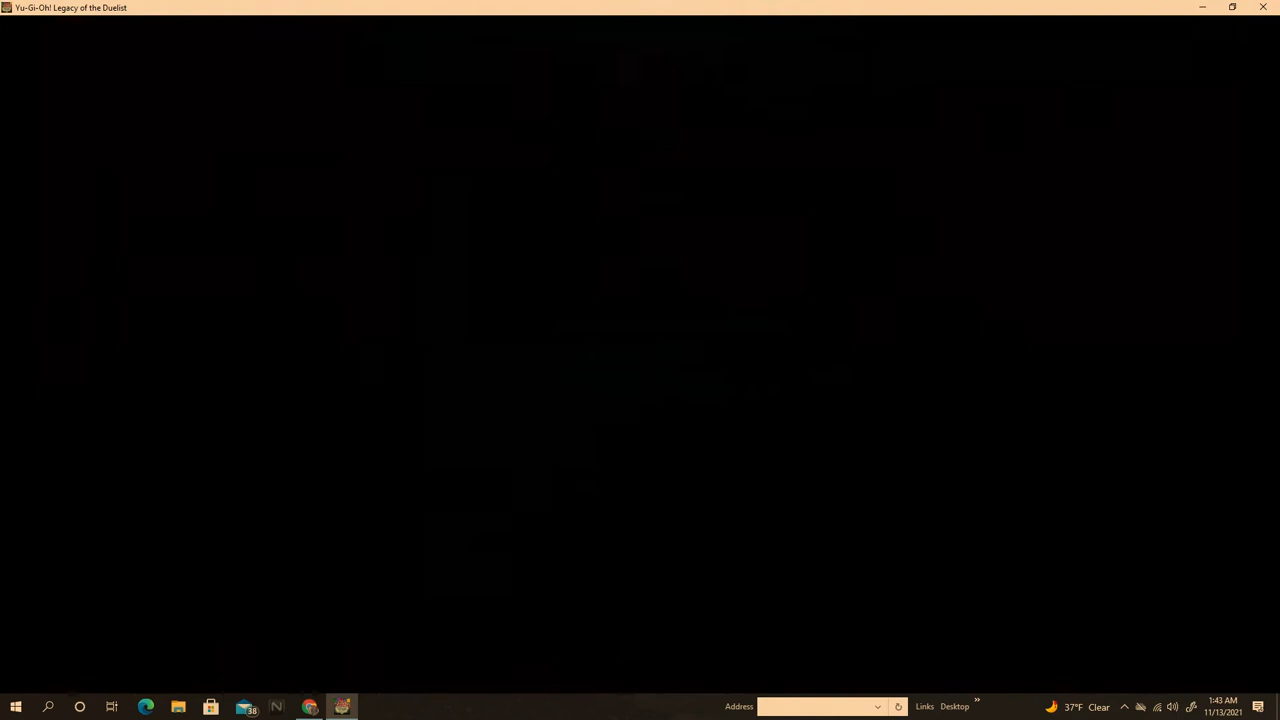 Yu-Gi-Oh! Legacy of the Duelist
38
N
Address
Links
Desktop
»
37°F Clear
1:43 AM
11/13/2021